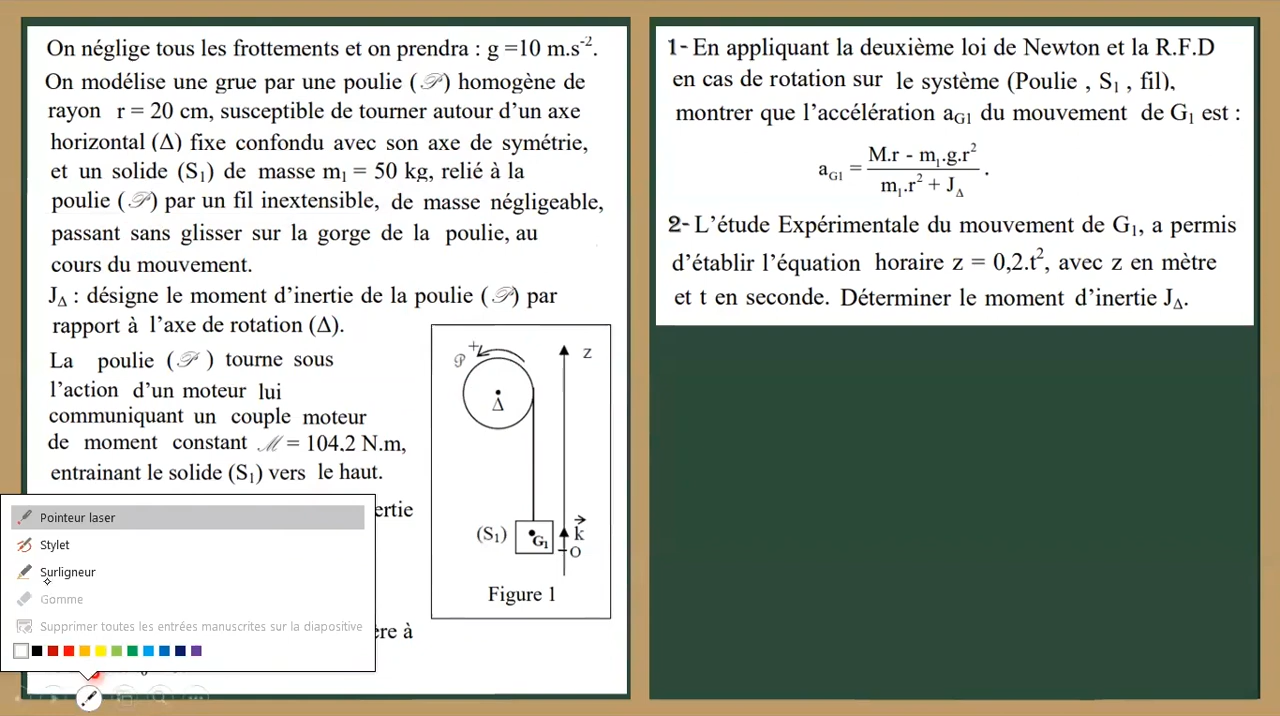 On néglige tous les frottements et on prendra : g =10 m.s⁻².
On modélise une grue par une poulie (𝒫) homogène de
rayon r = 20 cm, susceptible de tourner autour d'un axe
horizontal (Δ) fixe confondu avec son axe de symétrie,
et un solide (S₁) de masse m₁ = 50 kg, relié à la
poulie (𝒫) par un fil inextensible, de masse négligeable,
passant sans glisser sur la gorge de la poulie, au
cours du mouvement.
J_Δ : désigne le moment d'inertie de la poulie (𝒫) par
rapport à l'axe de rotation (Δ).
La poulie (𝒫) tourne sous
l'action d'un moteur lui
communiquant un couple moteur
de moment constant ℳ = 104.2 N.m,
entrainant le solide (S₁) vers le haut.
ertie
ère à
+
𝒫
Δ
z
(S₁)
G₁
k⃗
O
Figure 1
Pointeur laser
Stylet
Surligneur
Gomme
Supprimer toutes les entrées manuscrites sur la diapositive
1- En appliquant la deuxième loi de Newton et la R.F.D
en cas de rotation sur le système (Poulie , S₁ , fil),
montrer que l'accélération a_G1 du mouvement de G₁ est :
a_G1 = (M.r - m₁.g.r²) / (m₁.r² + J_Δ) .
2- L'étude Expérimentale du mouvement de G₁, a permis
d'établir l'équation horaire z = 0,2.t², avec z en mètre
et t en seconde. Déterminer le moment d'inertie J_Δ.